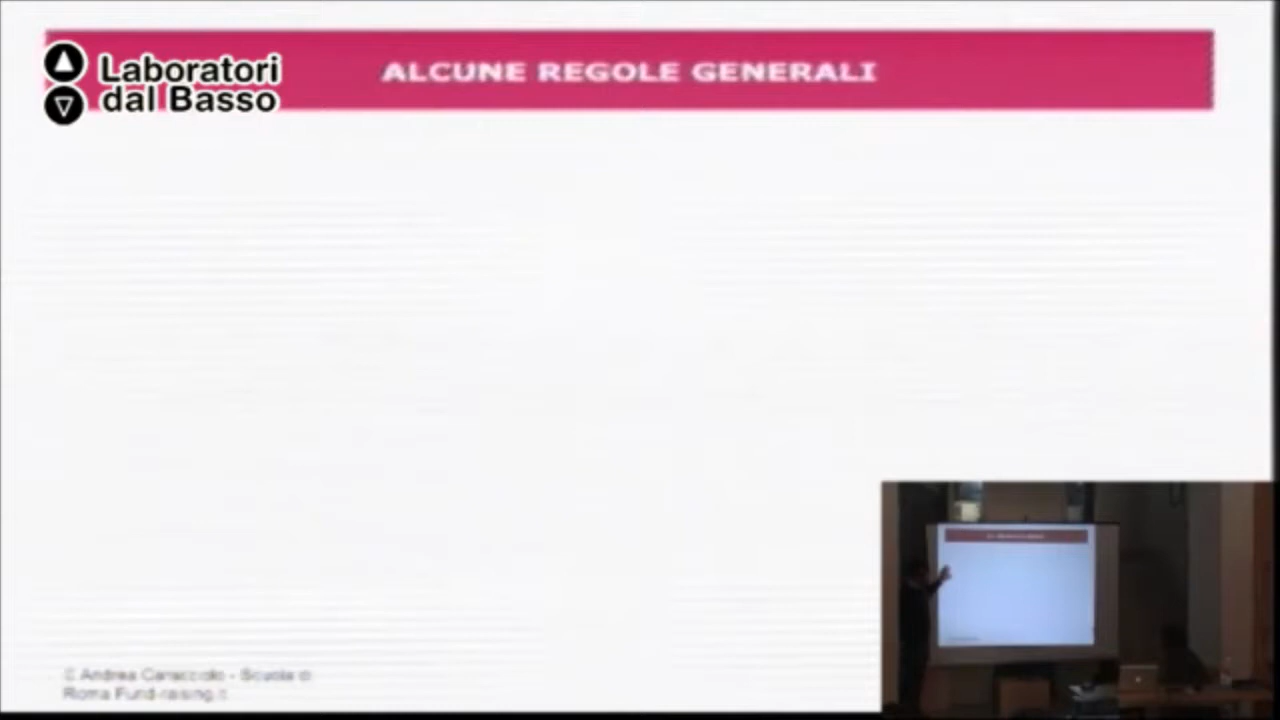 Laboratori
dal Basso
ALCUNE REGOLE GENERALI
© Andrea Caracciolo - Scuola di
Roma Fund-raising.it